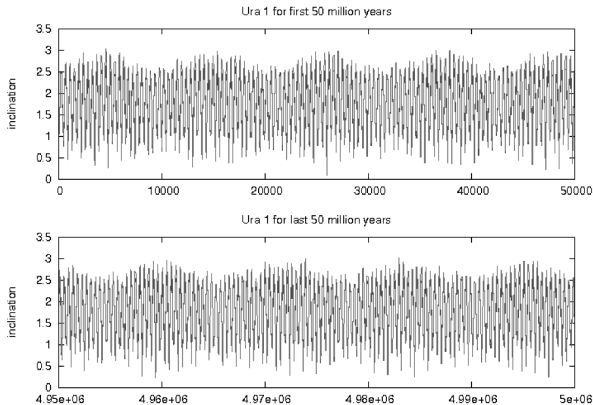 Ura 1 for first 50 million years
3.5
3
2.5
2
1.5
1
0.5
0
inclination
0 10000 20000 30000 40000 50000
Ura 1 for last 50 million years
3.5
3
2.5
2
1.5
1
0.5
0
inclination
4.95e+06 4.96e+06 4.97e+06 4.98e+06 4.99e+06 5e+06